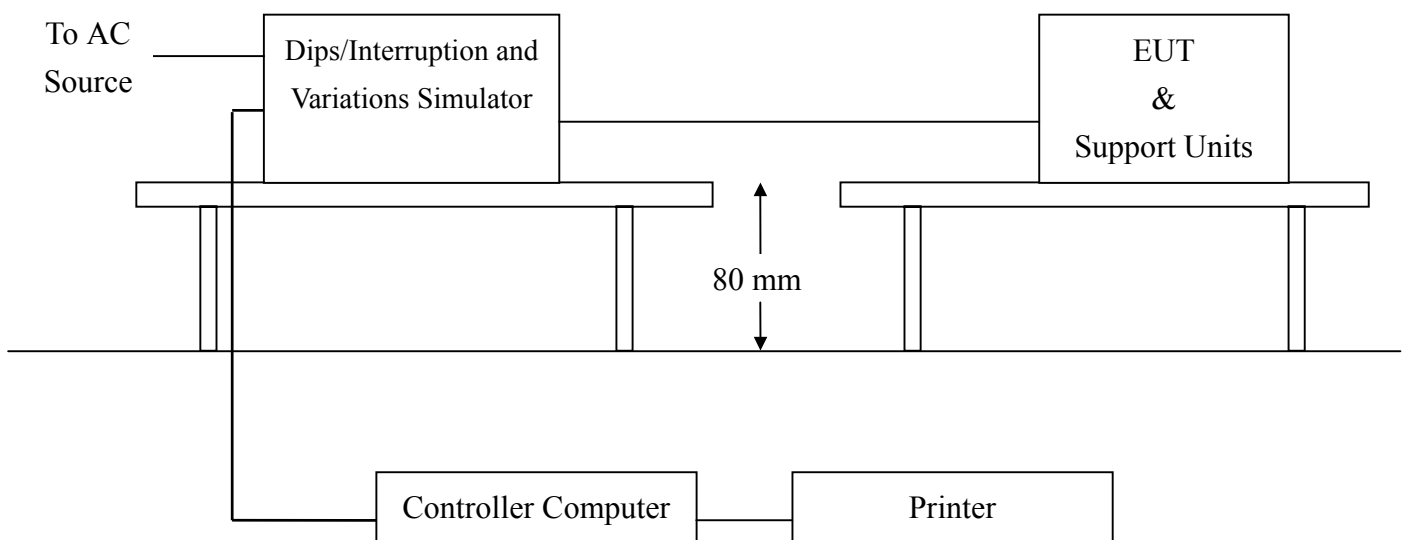 To AC
Source
Dips/Interruption and
Variations Simulator
EUT
&
Support Units
80 mm
Controller Computer
Printer